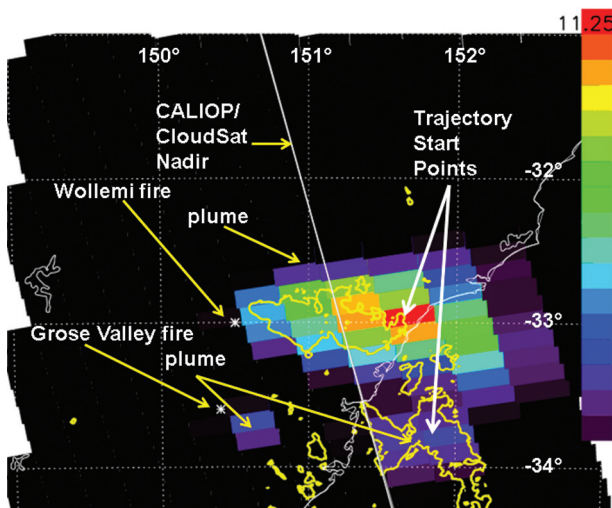 11.25
150° 151° 152°
CALIOP/
CloudSat
Nadir
Trajectory
Start
Points
-32°
Wollemi fire
plume
-33°
Grose Valley fire
plume
-34°